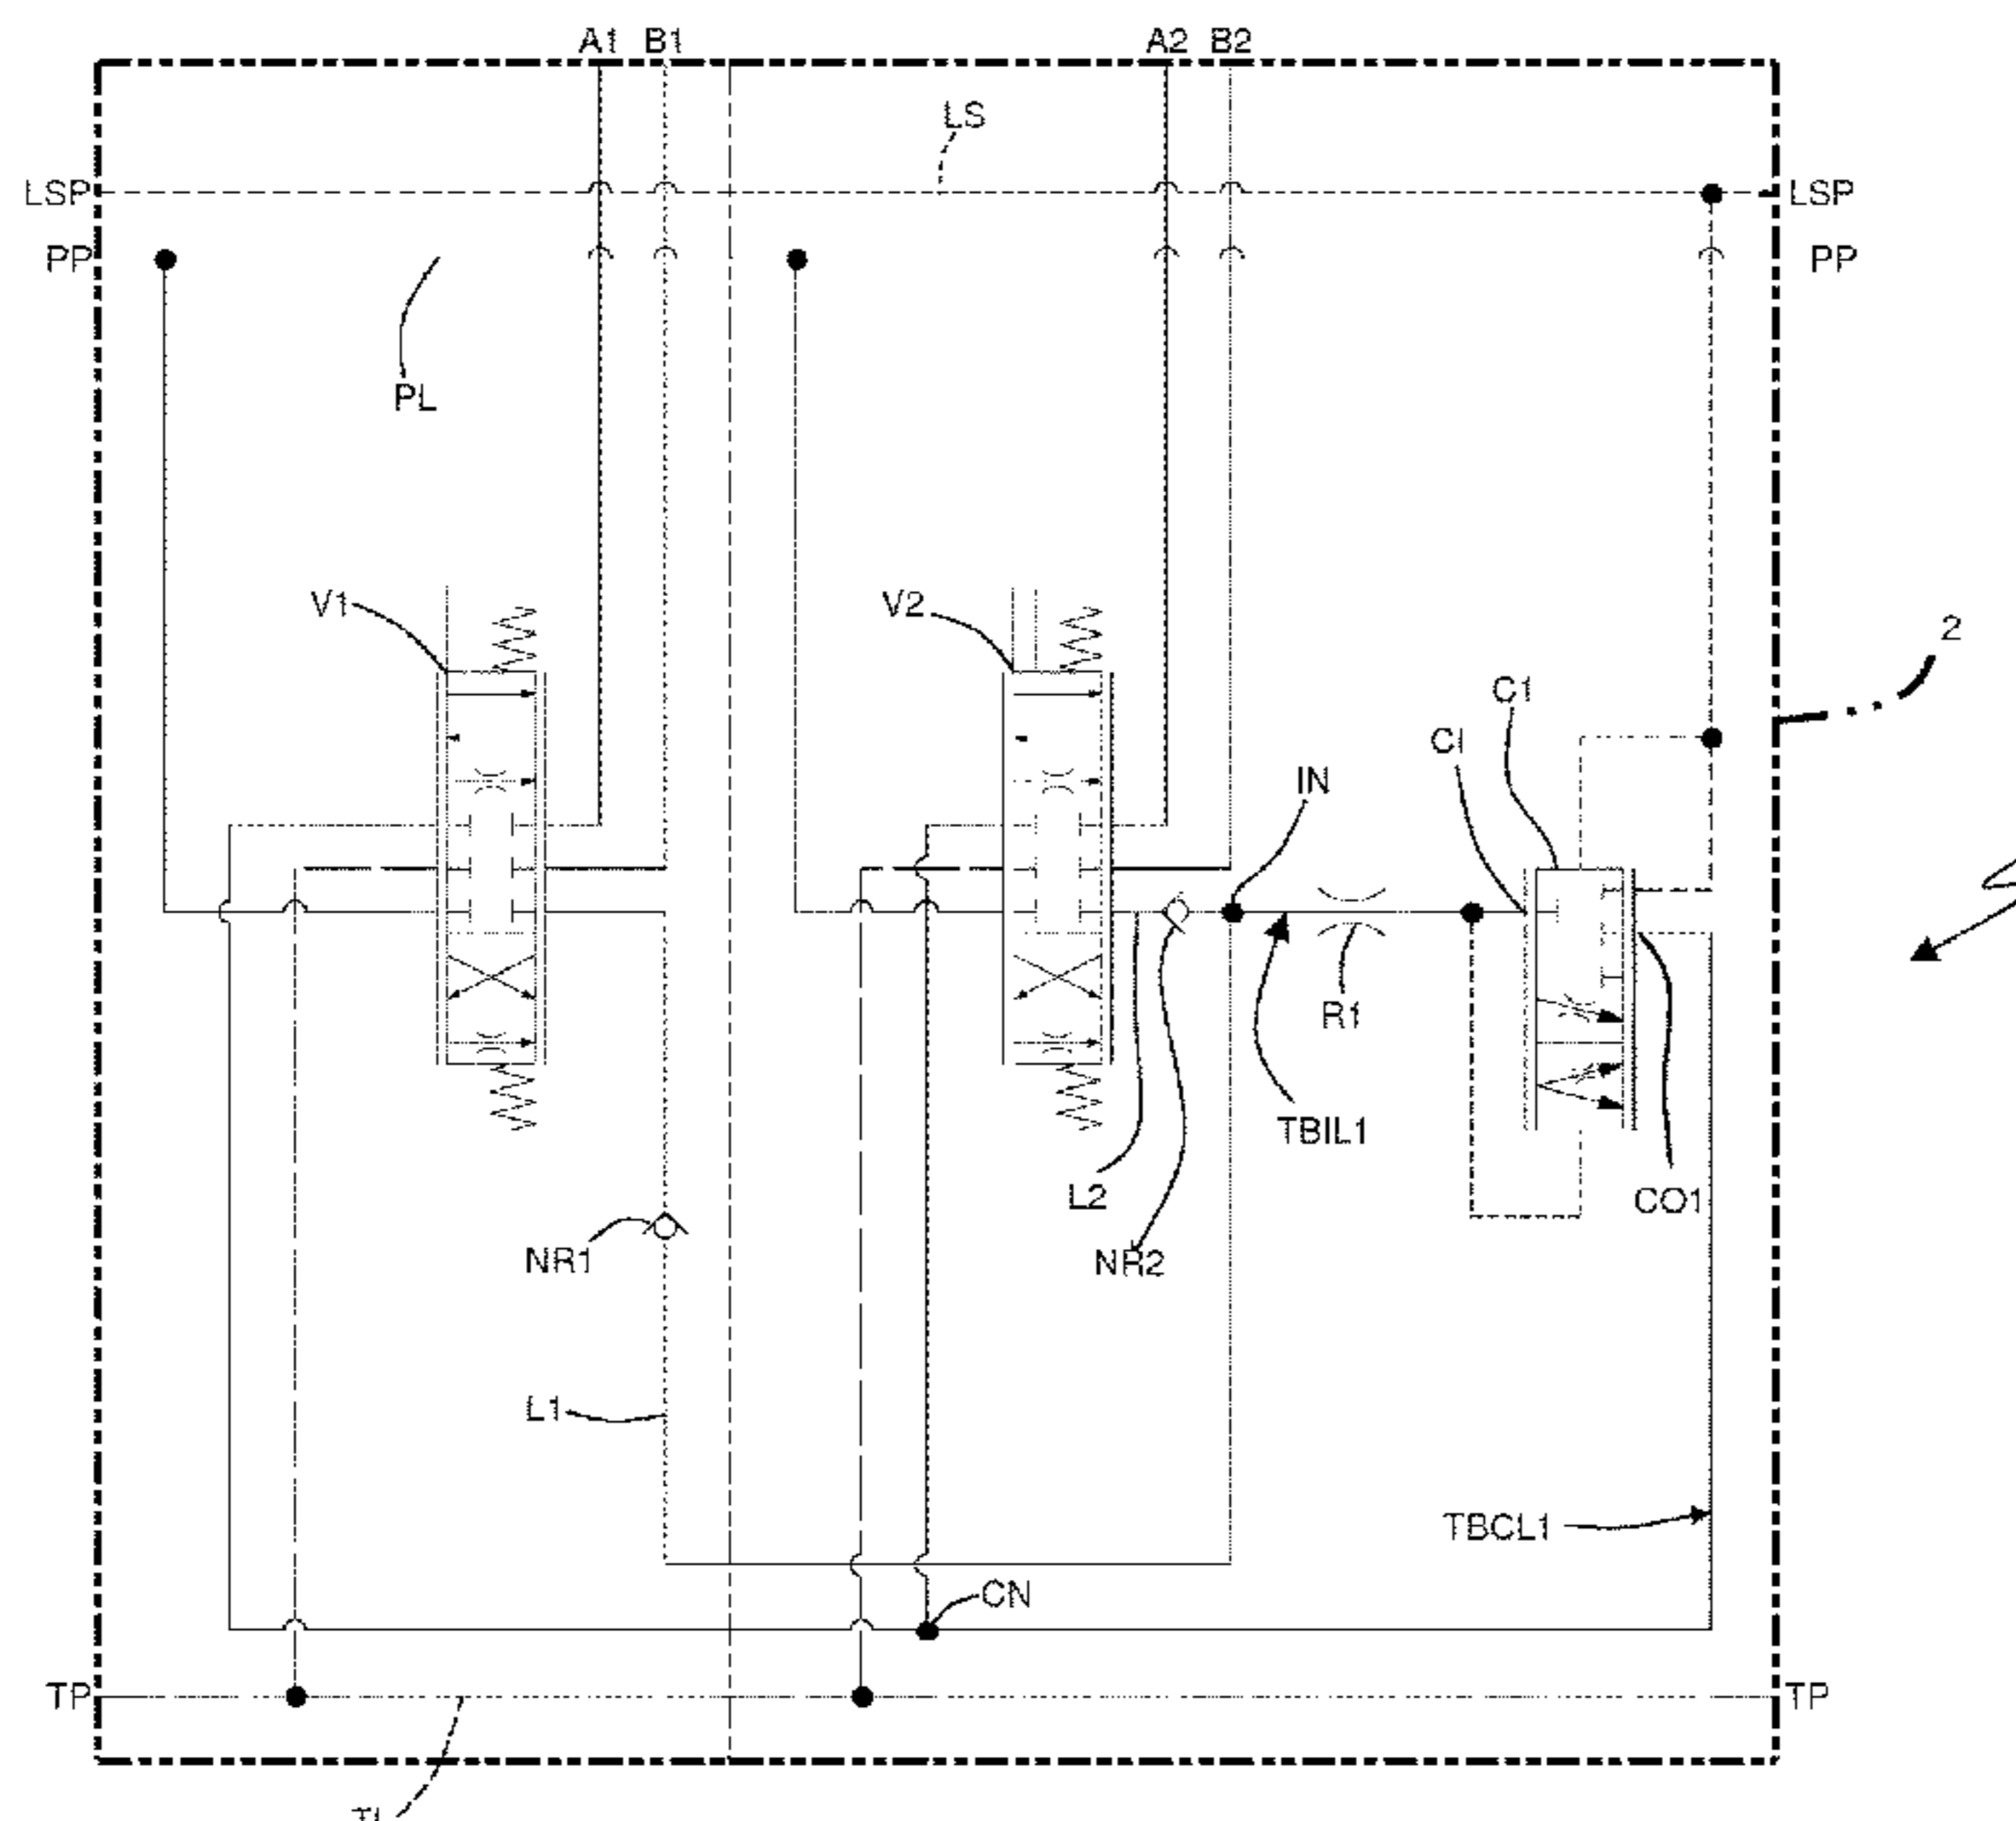 A1 B1 A2 B2
LS
LSP LSP
PP PP
PL
V1 V2 2
C1
CI
IN
R1
TBIL1
L2 CO1
NR1 NR2
L1
TBCL1
CN
TP TP
TL